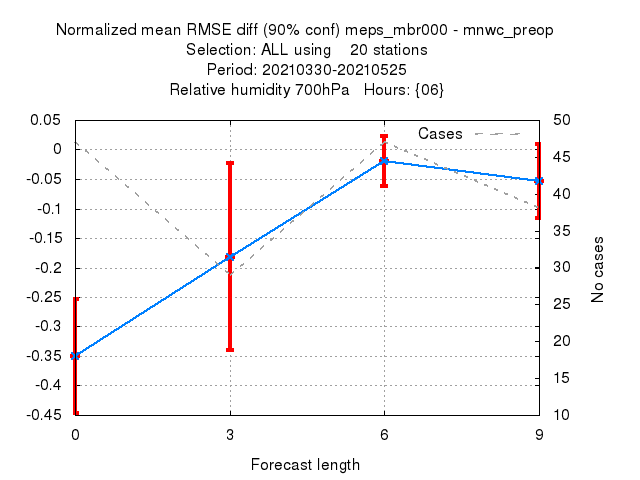 Normalized mean RMSE diff (90% conf) meps_mbr000 - mnwc_preop
Selection: ALL using    20 stations
Period: 20210330-20210525
Relative humidity 700hPa   Hours: {06}
Cases
0.05
0
-0.05
-0.1
-0.15
-0.2
-0.25
-0.3
-0.35
-0.4
-0.45
50
45
40
35
30
25
20
15
10
No cases
0 3 6 9
Forecast length